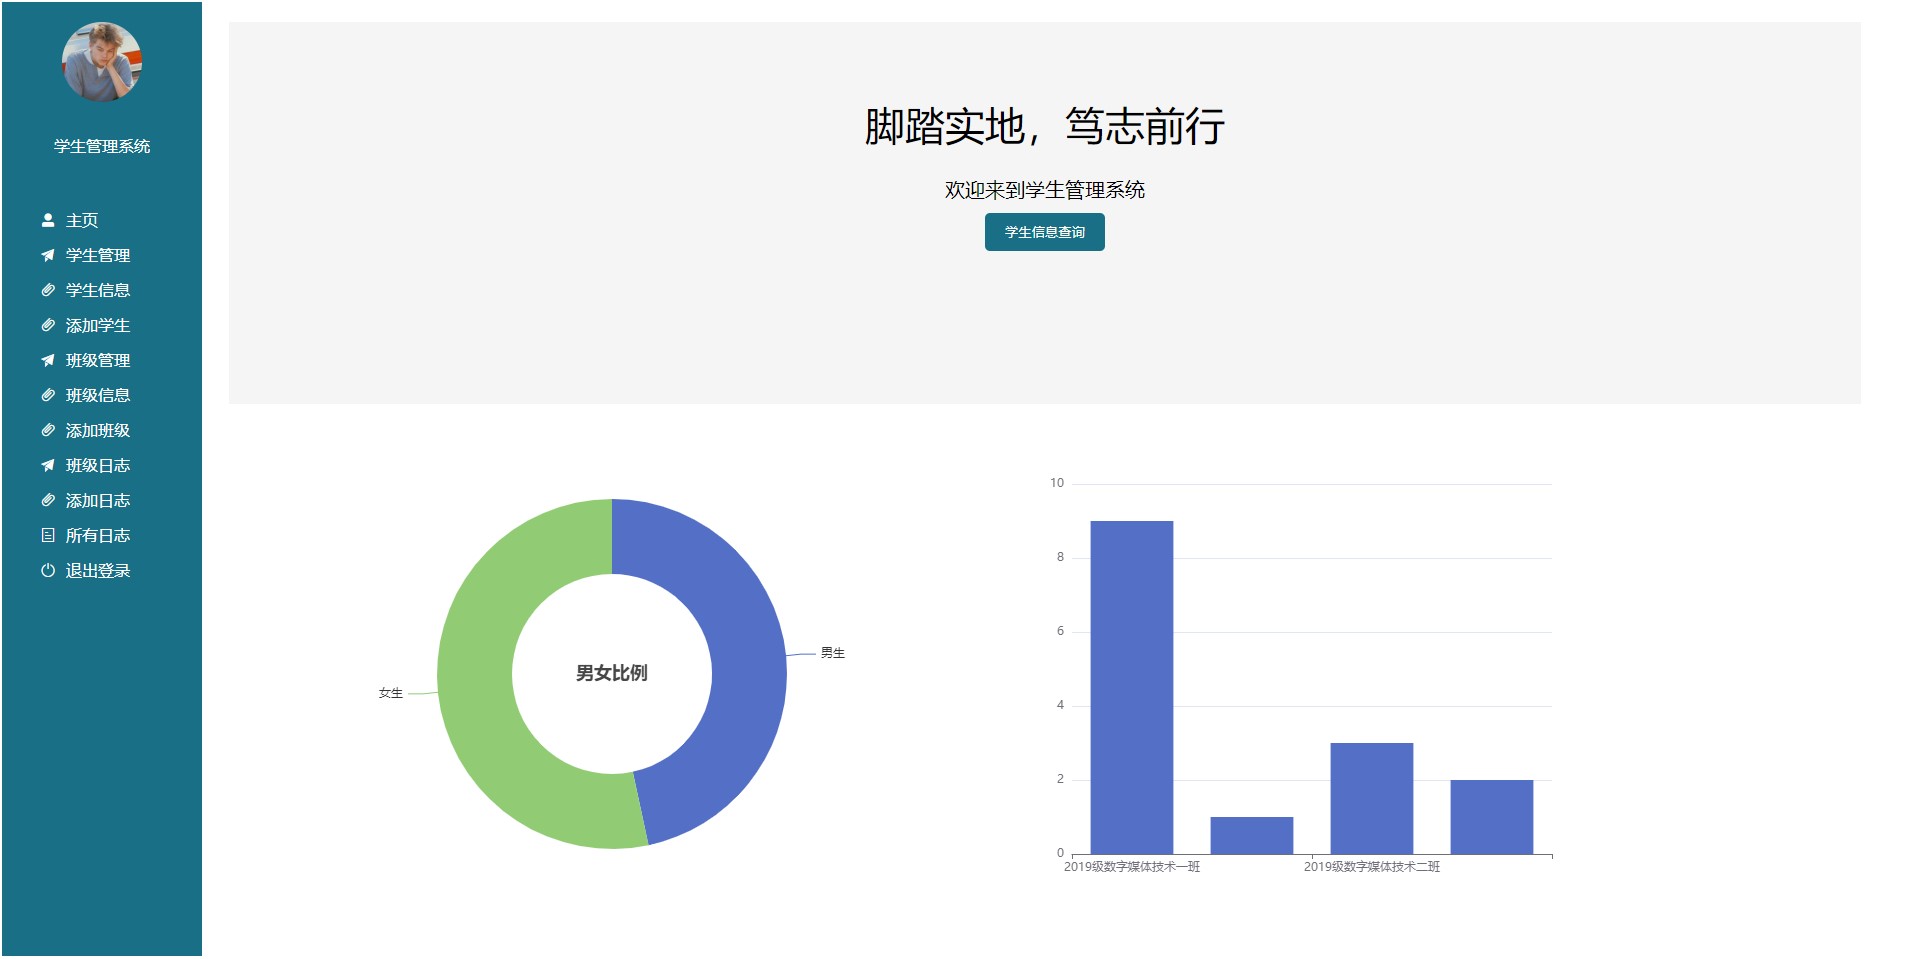 学生管理系统
主页
学生管理
学生信息
添加学生
班级管理
班级信息
添加班级
班级日志
添加日志
所有日志
退出登录
脚踏实地，笃志前行
欢迎来到学生管理系统
学生信息查询
男女比例
男生
女生
10
8
6
4
2
0
2019级数字媒体技术一班
2019级数字媒体技术二班